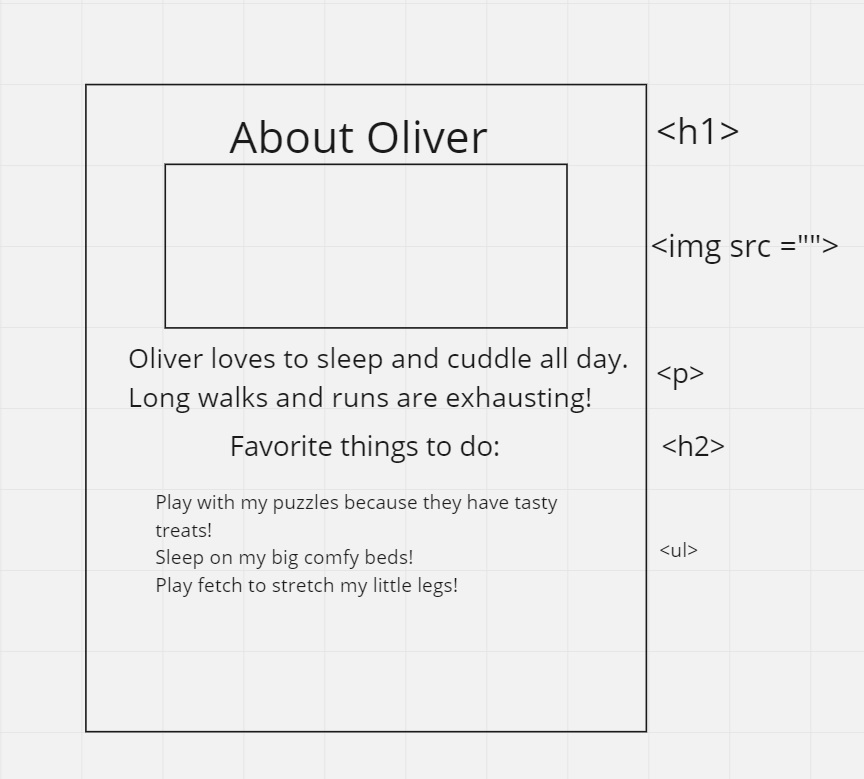 About Oliver
<h1>
<img src ="">
Oliver loves to sleep and cuddle all day.
Long walks and runs are exhausting!
<p>
Favorite things to do:
<h2>
Play with my puzzles because they have tasty
treats!
Sleep on my big comfy beds!
Play fetch to stretch my little legs!
<ul>